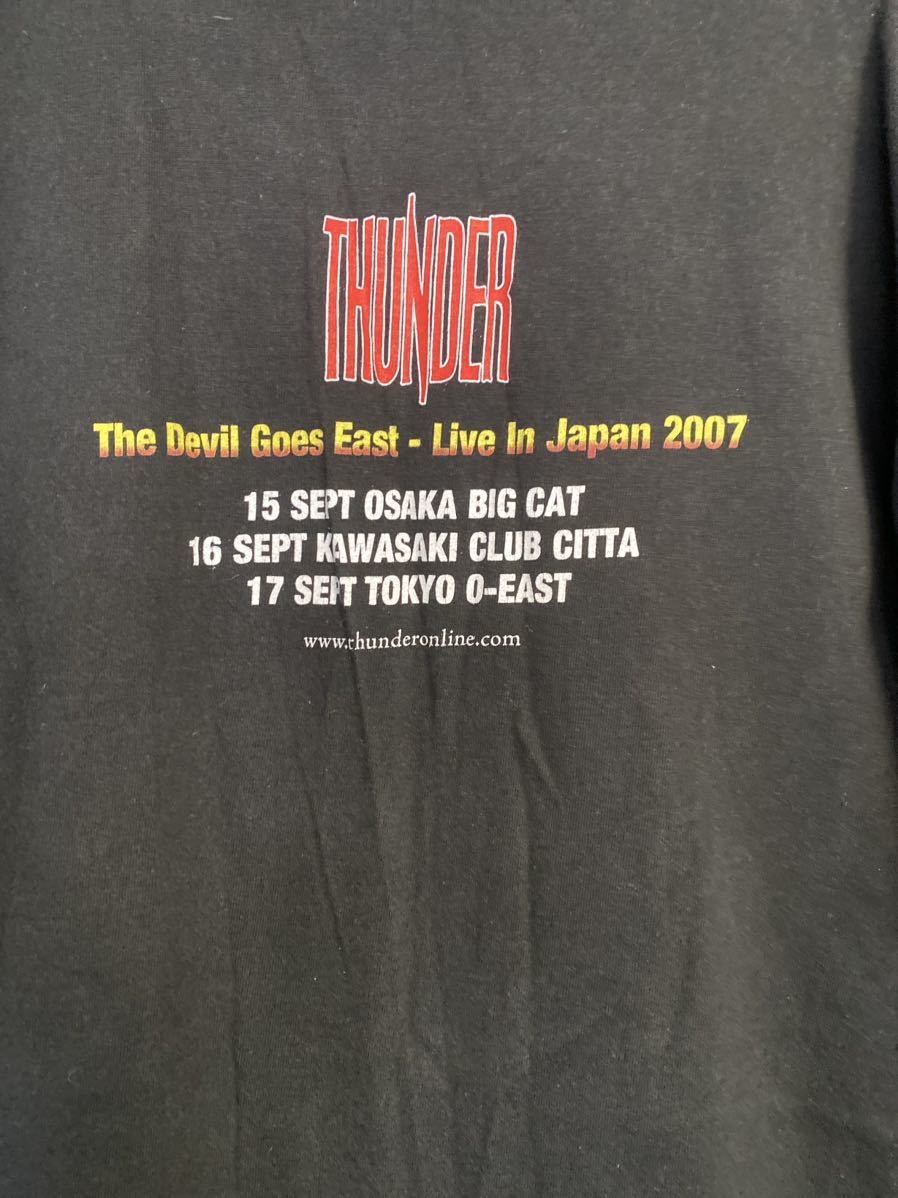 THUNDER
The Devil Goes East - Live In Japan 2007
15 SEPT OSAKA BIG CAT
16 SEPT KAWASAKI CLUB CITTA
17 SEPT TOKYO O-EAST
www.thunderonline.com